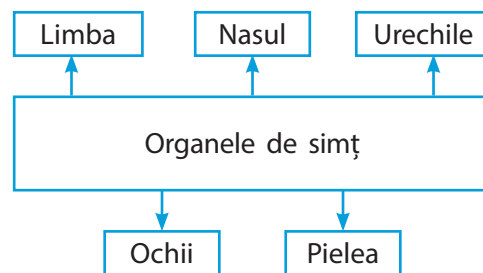 Limba
Nasul
Urechile
Organele de simț
Ochii
Pielea